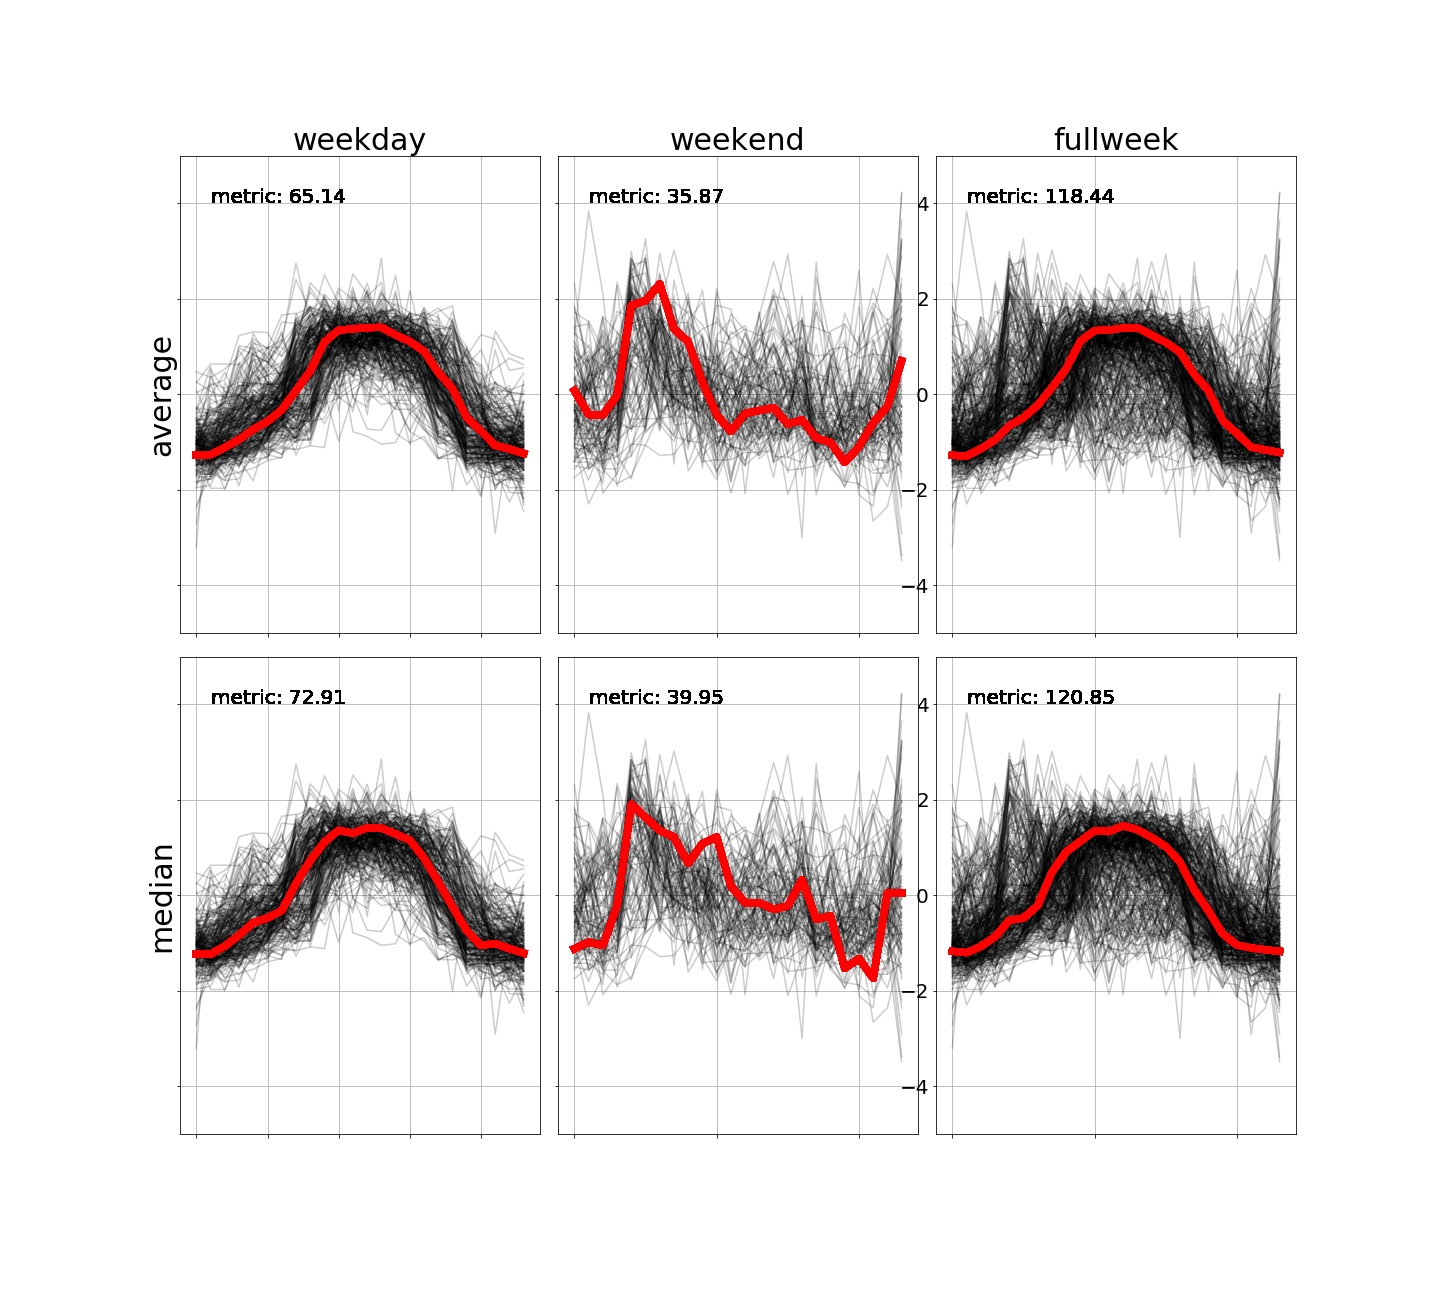 weekday weekend fullweek
average
metric: 65.14
metric: 35.87
metric: 118.44
4
2
0
−2
−4
median
metric: 72.91
metric: 39.95
metric: 120.85
4
2
0
−2
−4